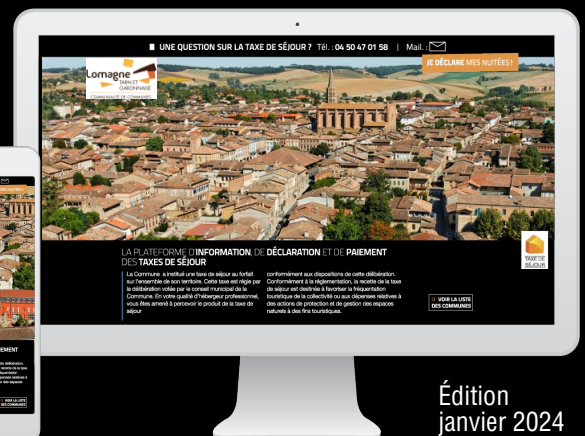 UNE QUESTION SUR LA TAXE DE SÉJOUR ? Tél. : 04 50 47 01 58 | Mail. :
JE DÉCLARE MES NUITÉES !
Lomagne
TARN-ET
GARONNAISE
COMMUNAUTÉ DE COMMUNES
LA PLATEFORME D'INFORMATION, DE DÉCLARATION ET DE PAIEMENT
DES TAXES DE SÉJOUR
La Commune a institué une taxe de séjour au forfait
sur l'ensemble de son territoire. Cette taxe est régie par
la délibération votée par le conseil municipal de la
Commune. En votre qualité d'hébergeur professionnel,
vous êtes amené à percevoir le produit de la taxe de
séjour
conformément aux dispositions de cette délibération.
Conformément à la réglementation, la recette de la taxe
de séjour est destinée à favoriser la fréquentation
touristique de la collectivité ou aux dépenses relatives à
des actions de protection et de gestion des espaces
naturels à des fins touristiques.
TAXE DE
SÉJOUR
VOIR LA LISTE
DES COMMUNES
EMENT
VOIR LA LISTE
DES COMMUNES
Édition
janvier 2024